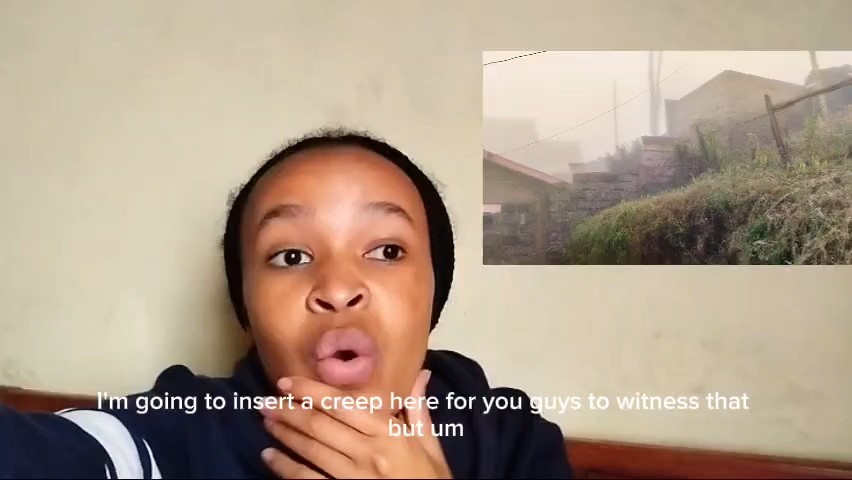 I'm going to insert a creep here for you guys to witness that
but um